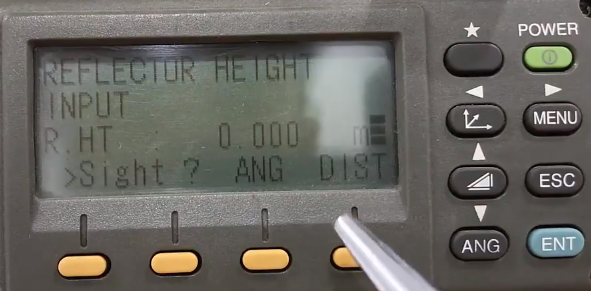 REFLECTOR HEIGHT
INPUT
R.HT : 0.000 m
>Sight ? ANG DIST
★ POWER
MENU
ESC
ANG ENT